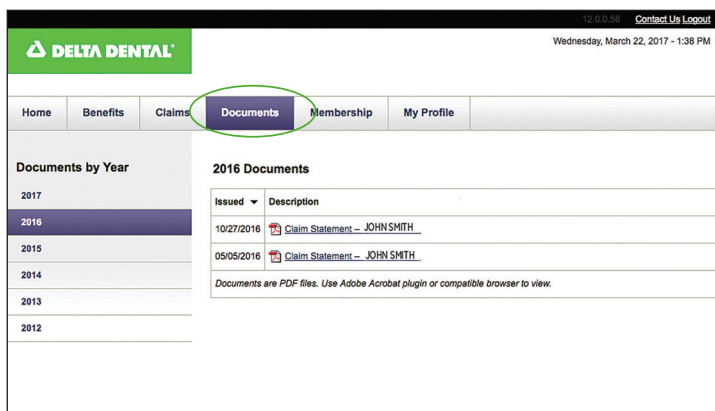 12.0.0.56 Contact Us Logout
DELTA DENTAL
Wednesday, March 22, 2017 - 1:38 PM
Home Benefits Claims Documents Membership My Profile
Documents by Year
2017
2016
2015
2014
2013
2012
2016 Documents
Issued Description
10/27/2016 Claim Statement – JOHN SMITH
05/05/2016 Claim Statement – JOHN SMITH
Documents are PDF files. Use Adobe Acrobat plugin or compatible browser to view.